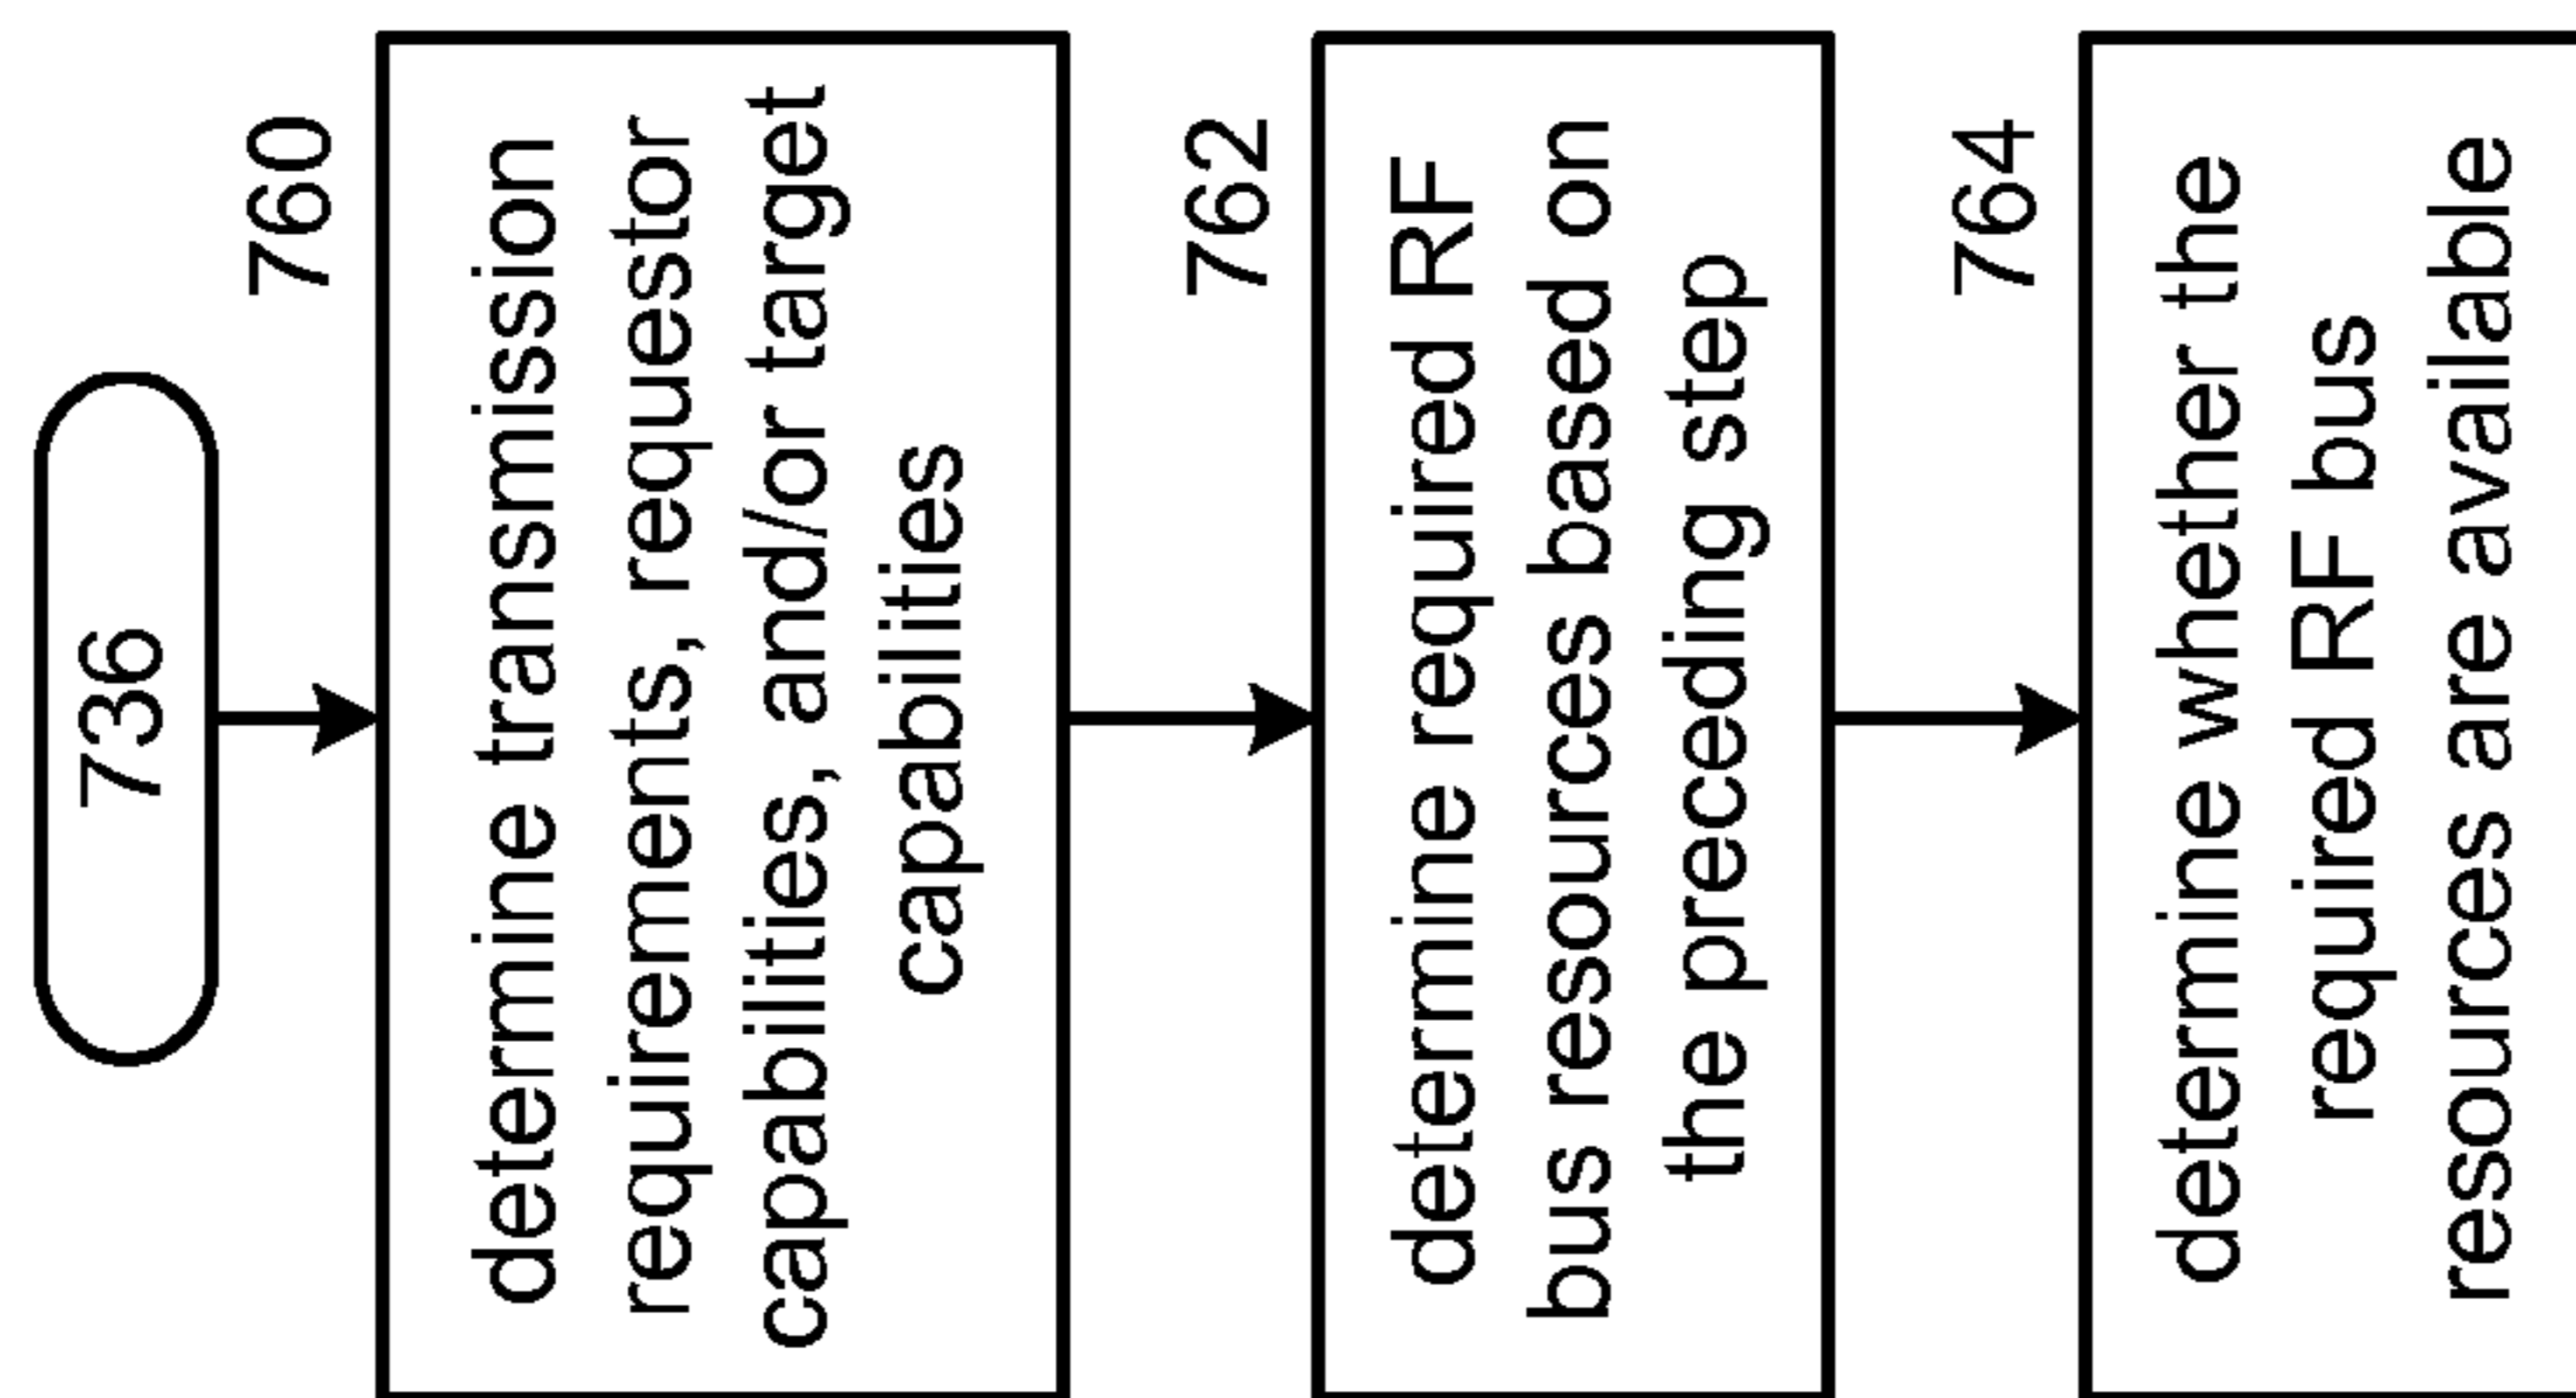 736
760
determine transmission
requirements, requestor
capabilities, and/or target
capabilities
762
determine required RF
bus resources based on
the preceding step
764
determine whether the
required RF bus
resources are available